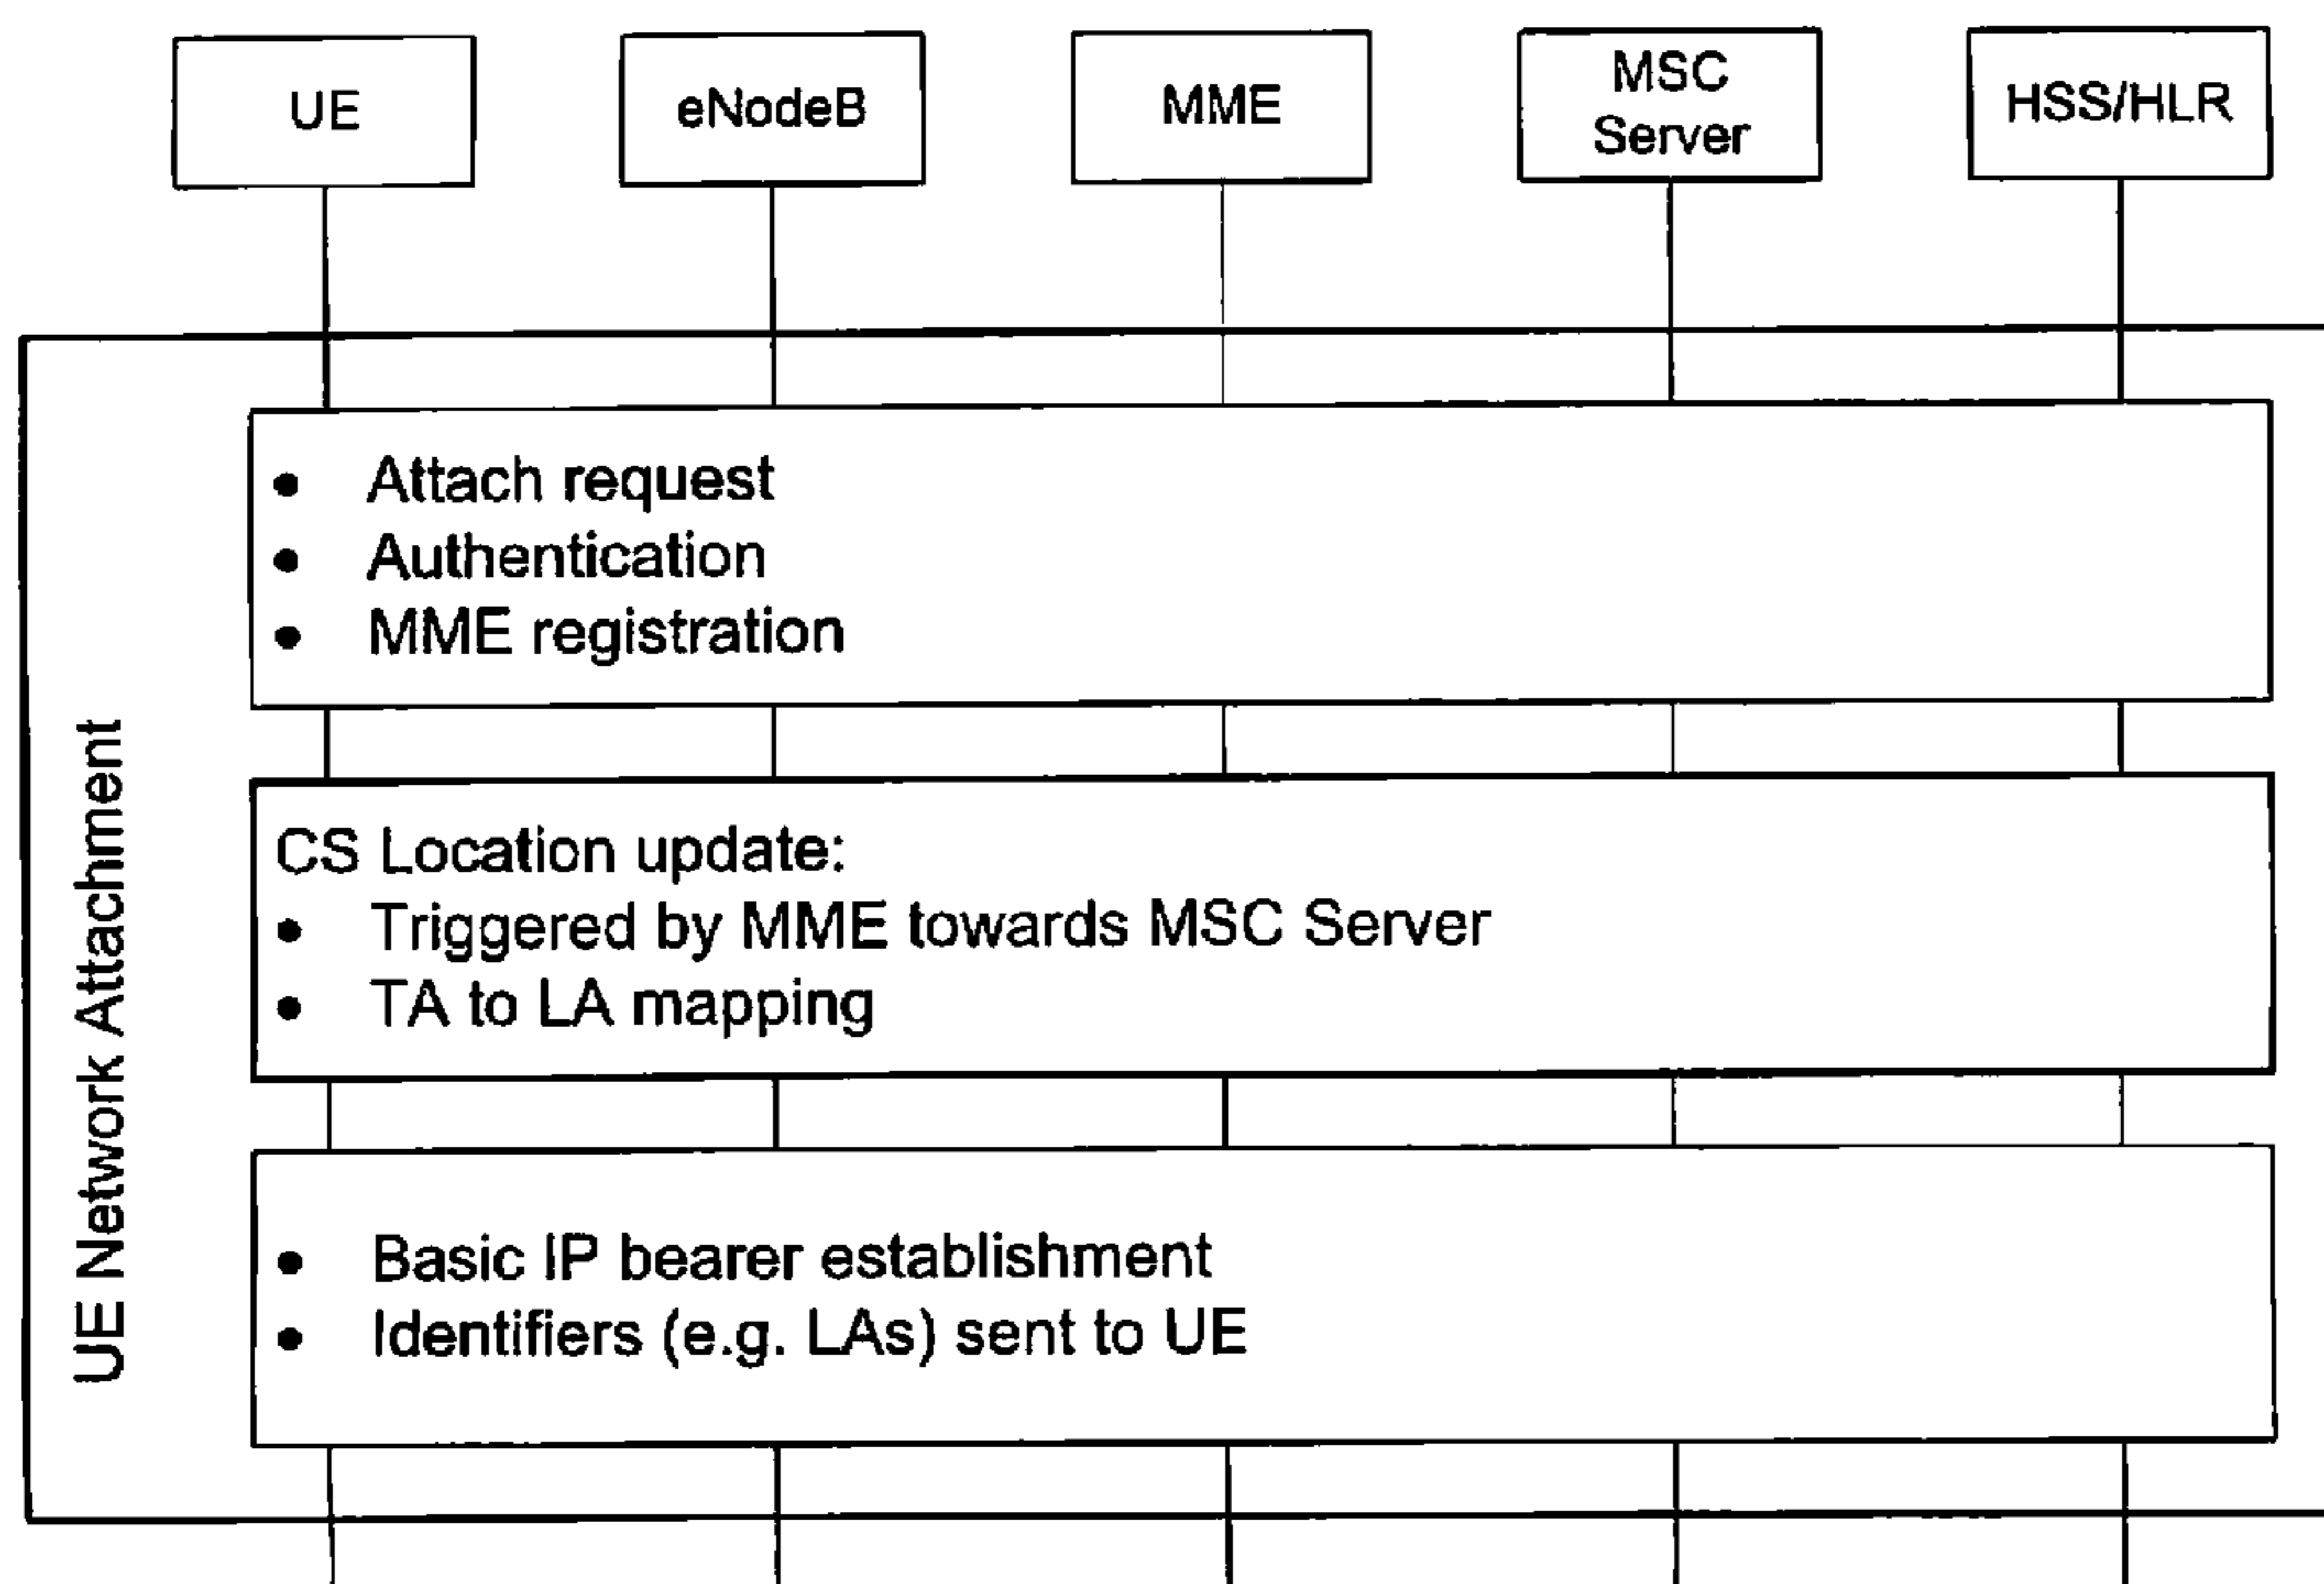 UE
eNodeB
MME
MSC
Server
HSS/HLR
UE Network Attachment
• Attach request
• Authentication
• MME registration
CS Location update:
• Triggered by MME towards MSC Server
• TA to LA mapping
• Basic IP bearer establishment
• Identifiers (e.g. LAs) sent to UE